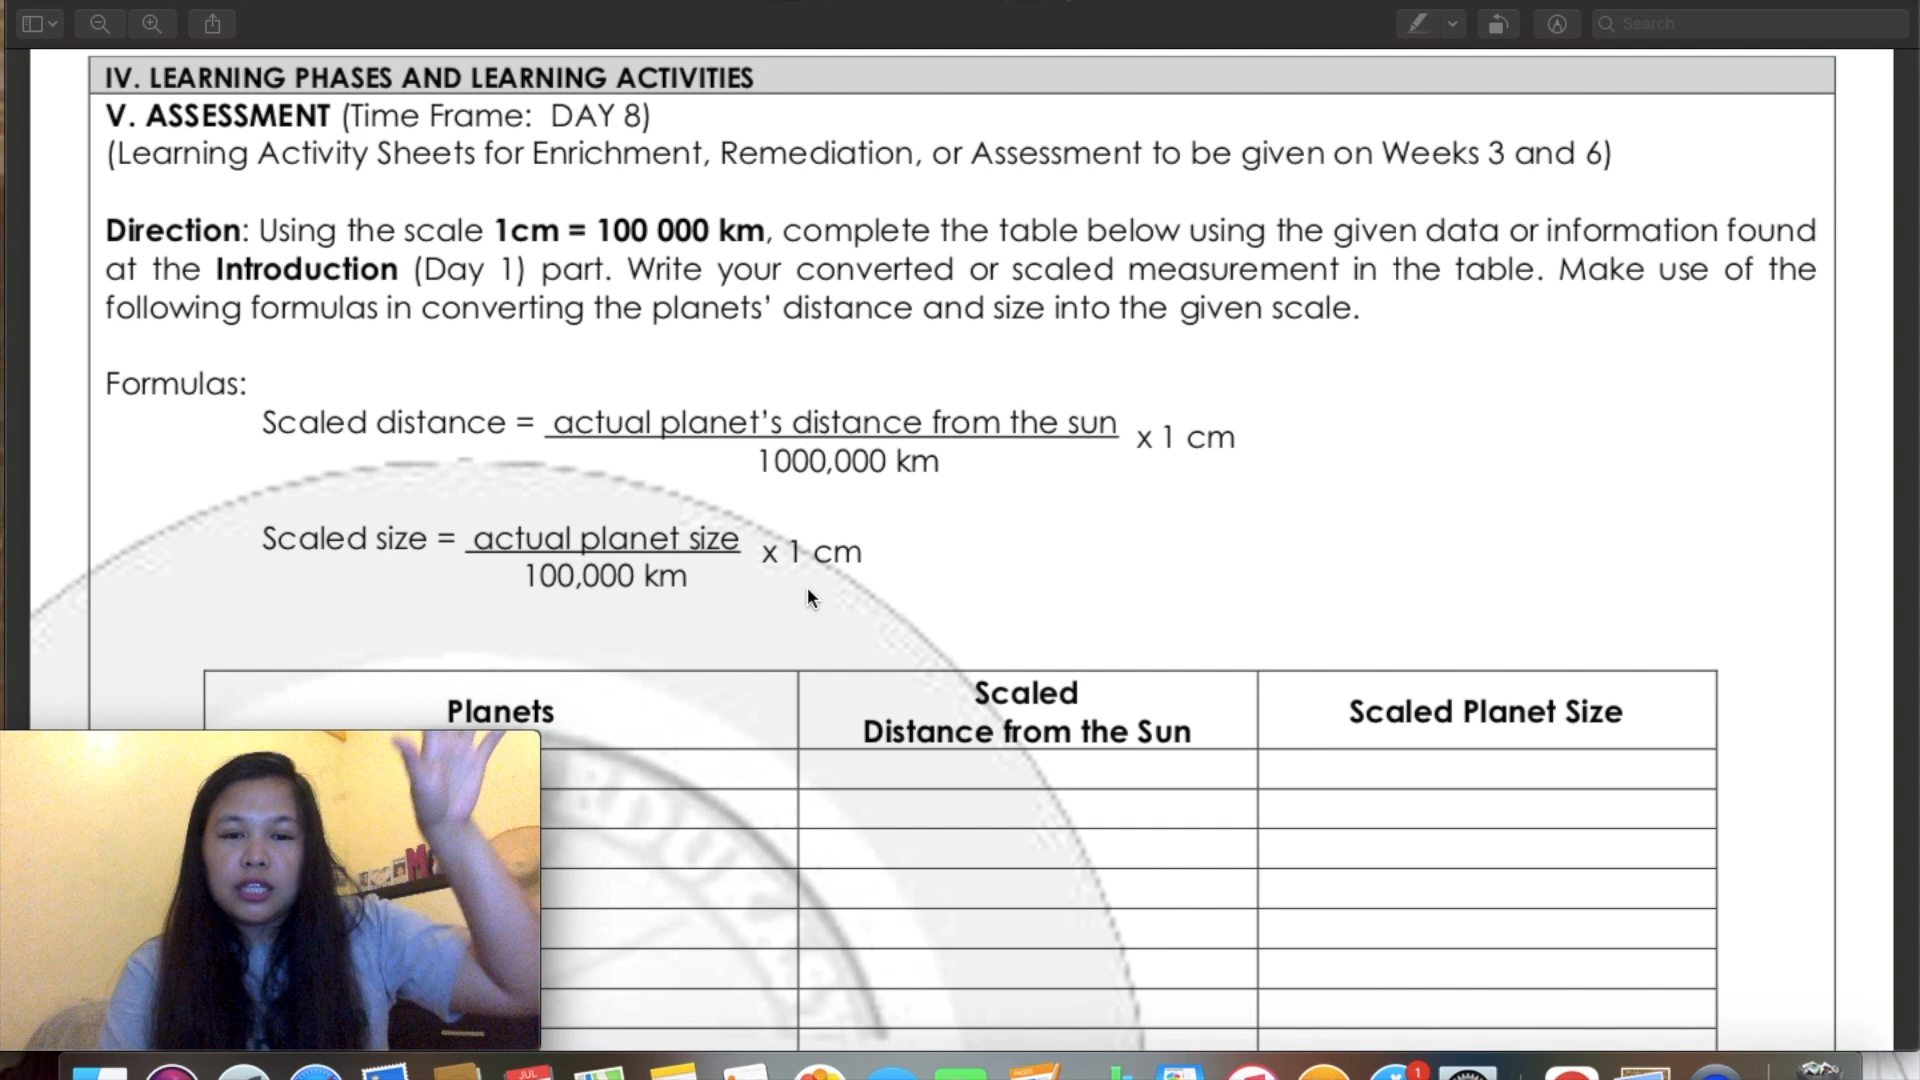 Search
IV. LEARNING PHASES AND LEARNING ACTIVITIES
V. ASSESSMENT (Time Frame:  DAY 8)
(Learning Activity Sheets for Enrichment, Remediation, or Assessment to be given on Weeks 3 and 6)
Direction: Using the scale 1cm = 100 000 km, complete the table below using the given data or information found
at the Introduction (Day 1) part. Write your converted or scaled measurement in the table. Make use of the
following formulas in converting the planets’ distance and size into the given scale.
Formulas:
Scaled distance = actual planet’s distance from the sun x 1 cm
1000,000 km
Scaled size = actual planet size x 1 cm
100,000 km
Planets
Scaled
Distance from the Sun
Scaled Planet Size
JUL
1